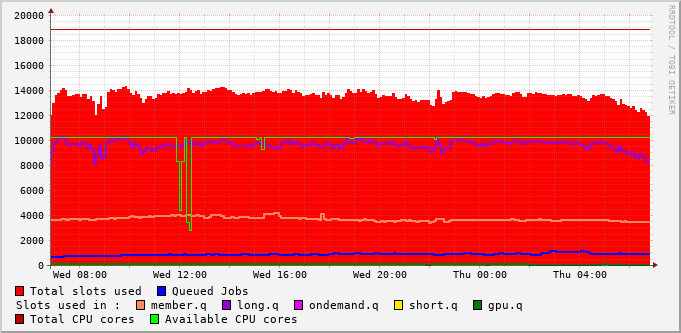 20000
18000
16000
14000
12000
10000
8000
6000
4000
2000
0
Wed 08:00 Wed 12:00 Wed 16:00 Wed 20:00 Thu 00:00 Thu 04:00
Total slots used Queued Jobs
Slots used in : member.q long.q ondemand.q short.q gpu.q
Total CPU cores Available CPU cores
RRDTOOL / TOBI OETIKER